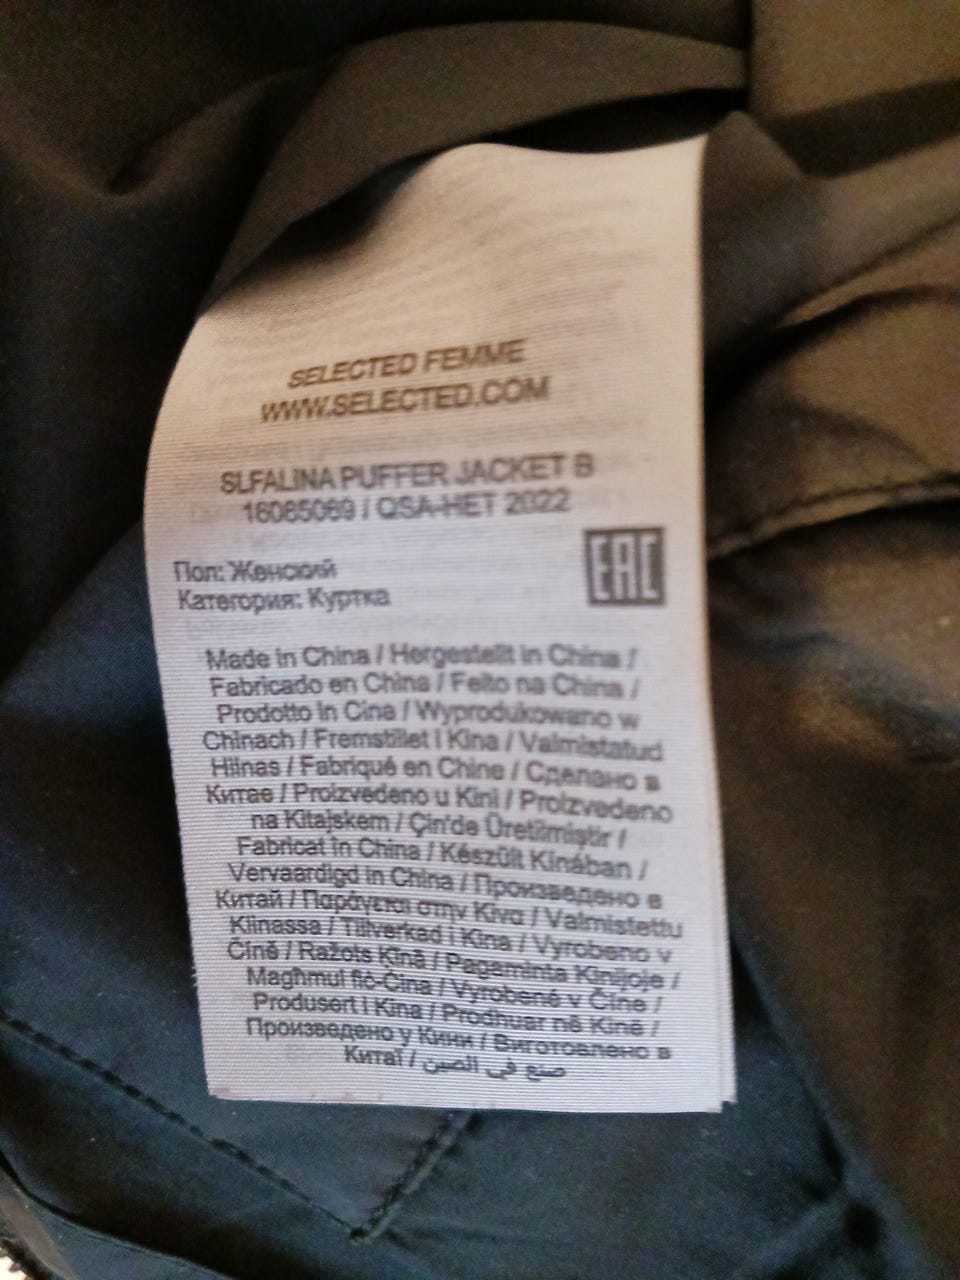 SELECTED FEMME
WWW.SELECTED.COM
SLFALINA PUFFER JACKET B
16085089 / QSA-HET 2022
Пол: Женский
Категория: Куртка
EAC
Made in China / Hergestellt in China /
Fabricado en China / Feito na China /
Prodotto in Cina / Wyprodukowano w
Chinach / Fremstillet i Kina / Valmistatud
Hiinas / Fabriqué en Chine / Сделано в
Китае / Proizvedeno u Kini / Proizvedeno
na Kitajskem / Çin'de Üretilmiştir /
Fabricat în China / Készült Kínában /
Vervaardigd in China / Произведено в
Китай / Παράγεται στην Κίνα / Valmistettu
Kiinassa / Tillverkad i Kina / Vyrobeno v
Číně / Ražots Ķīnā / Pagaminta Kinijoje /
Magħmul fiċ-Ċina / Vyrobené v Číne /
Produsert i Kina / Prodhuar në Kinë /
Произведено у Кини / Виготовлено в
Китаї / صنع في الصين